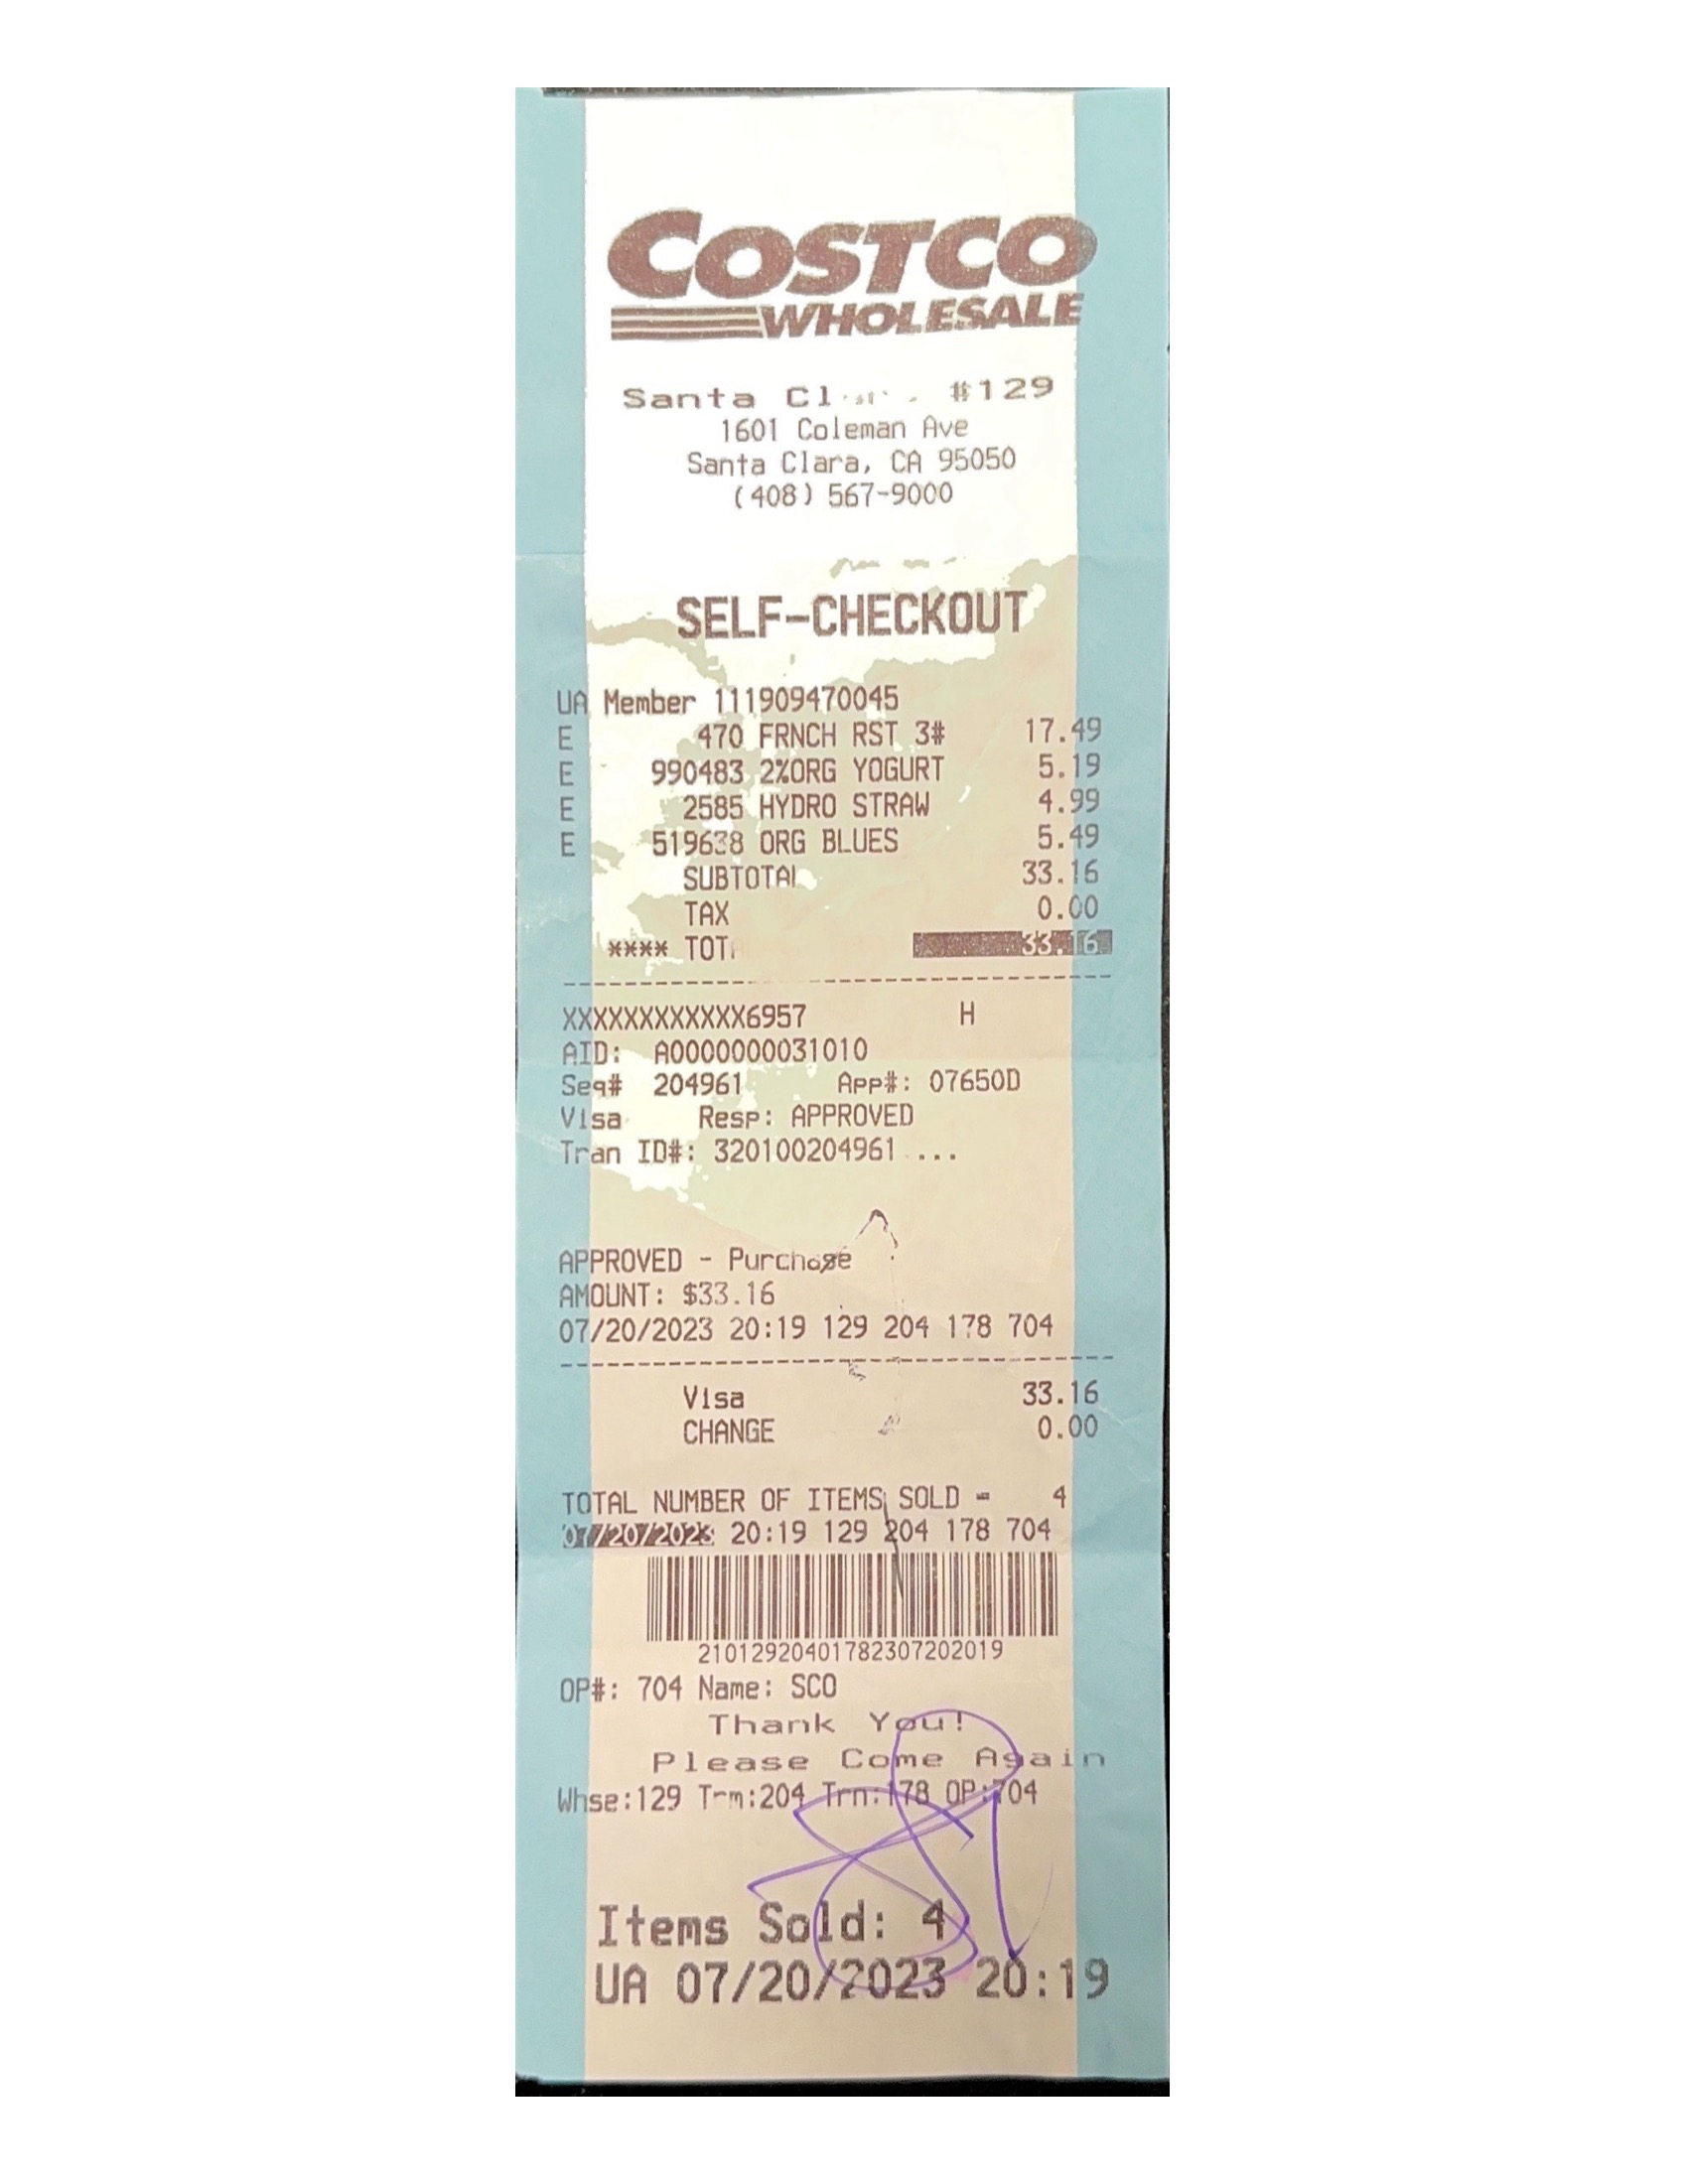 COSTCO
WHOLESALE
Santa #129
1601 Coleman Ave
Santa Clara, CA 95050
(408) 567-9000
SELF-CHECKOUT
UA Member 111909470045
E 470 FRNCH RST 3# 17.49
E 990483 2%ORG YOGURT 5.19
E 2585 HYDRO STRAW 4.99
E ORG BLUES 5.49
SUBTOTAL 33.16
TAX 0.00
**** TOTAL 33.16
XXXXXXXXXXXX6957 H
AID: A0000000031010
Seq# 204961 App#: 07650D
Visa Resp: APPROVED
Tran ID#: 320100204961 ...
APPROVED - Purchase
AMOUNT: $33.16
07/20/2023 20:19 129 204 178 704
Visa 33.16
CHANGE 0.00
TOTAL NUMBER OF ITEMS SOLD = 4
07/20/2023 20:19 129 204 178 704
21012920401782307202019
OP#: 704 Name: SCO
Thank You!
Please Come Again
Whse:129 Trm:204 Trn:178 OP:704
Items Sold: 4
UA 07/20/2023 20:19